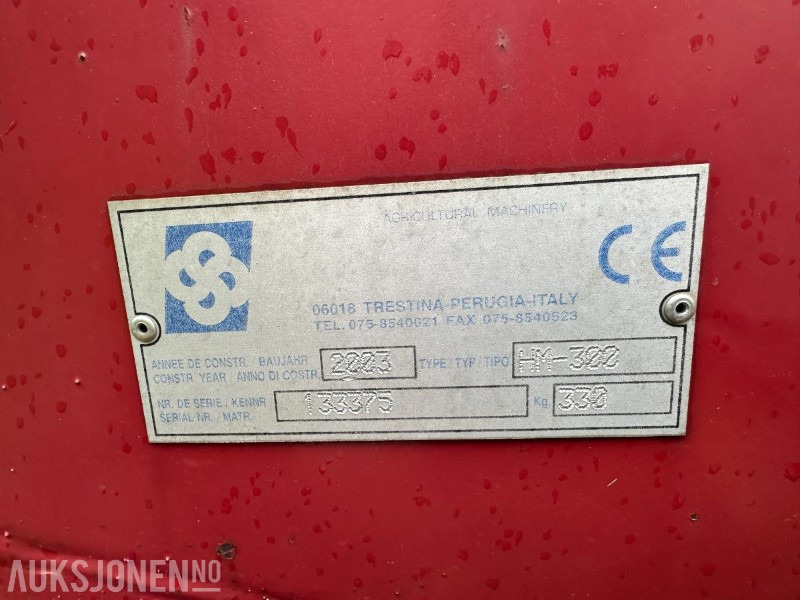 AGRICULTURAL MACHINERY
CE
06018 TRESTINA-PERUGIA-ITALY
TEL. 075-8540021 FAX 075-8540523
ANNEE DE CONSTR. / BAUJAHR
CONSTR. YEAR / ANNO DI COSTR.
2003
TYPE / TYP / TIPO
HM-300
NR. DE SERIE / KENNR
SERIAL NR. / MATR.
133375
Kg.
330
AUKSJONEN.NO